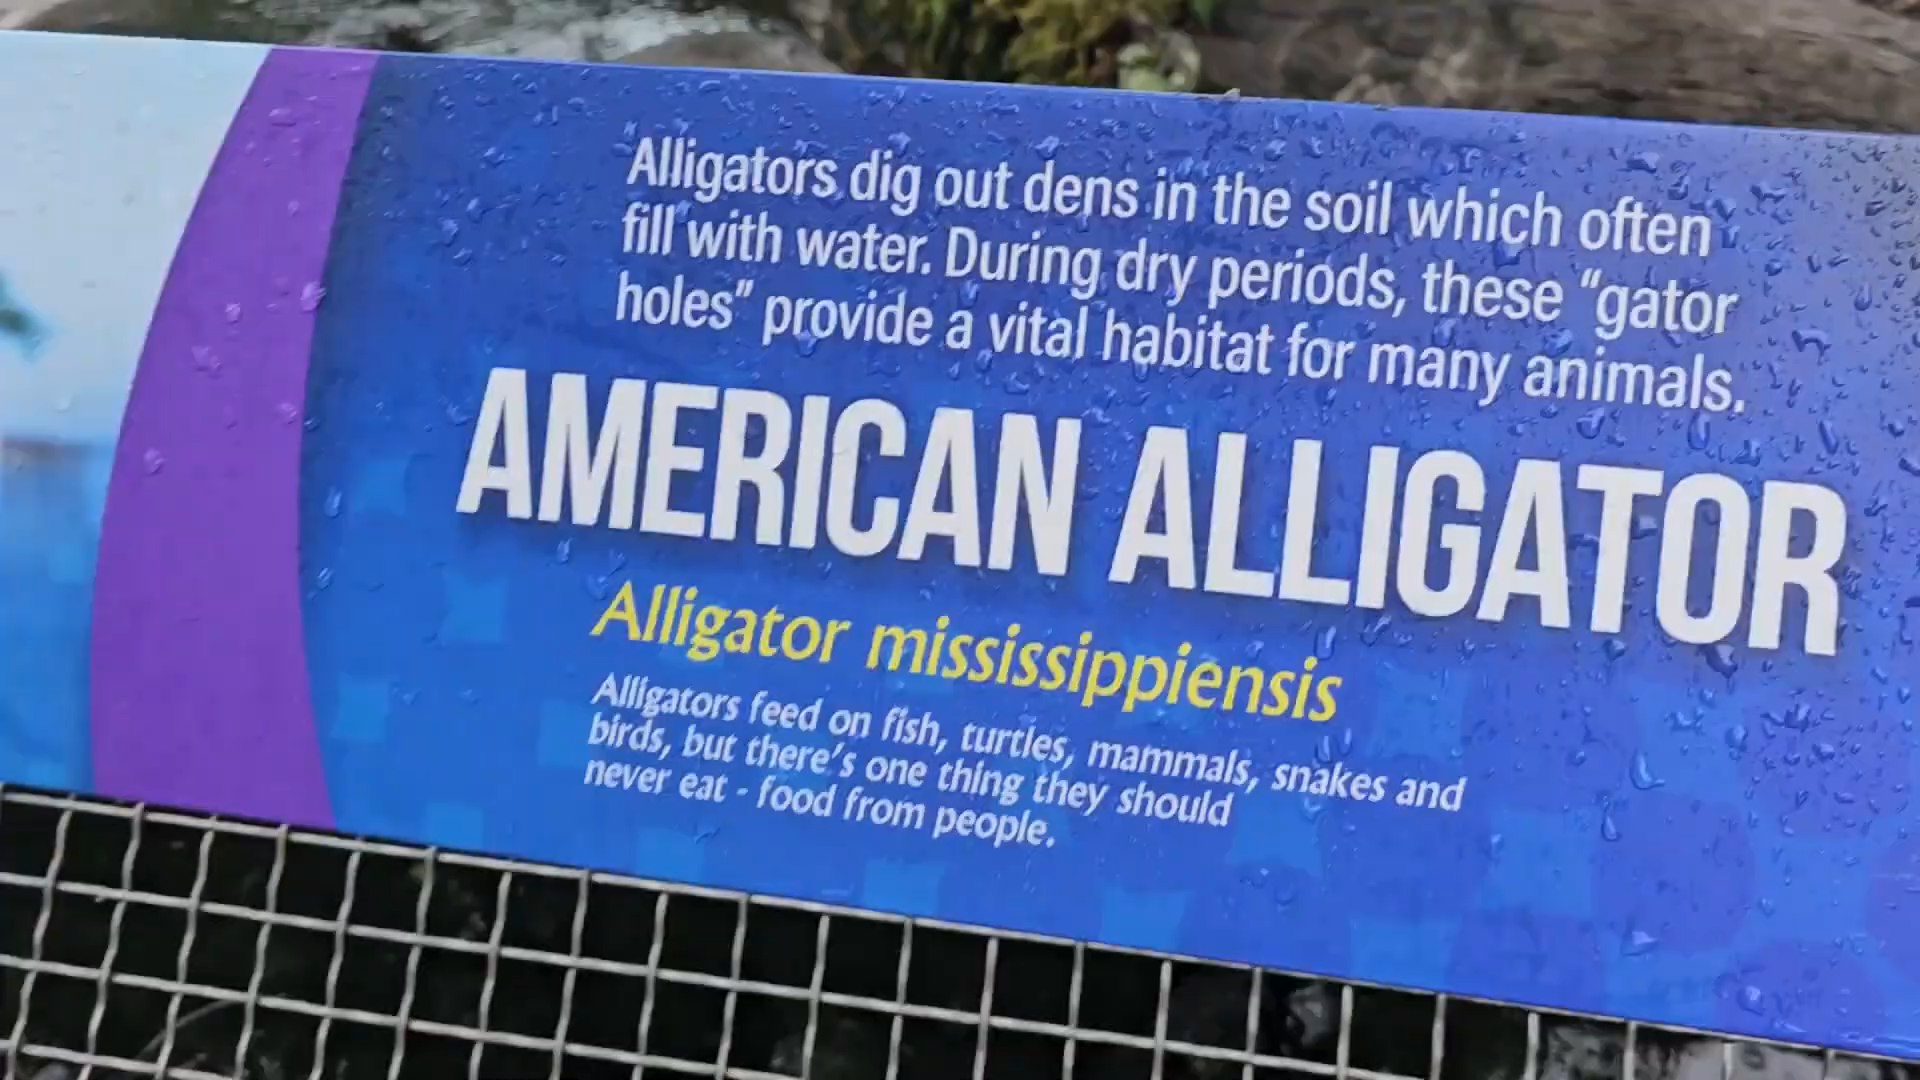 Alligators dig out dens in the soil which often
fill with water. During dry periods, these "gator
holes" provide a vital habitat for many animals.
AMERICAN ALLIGATOR
Alligator mississippiensis
Alligators feed on fish, turtles, mammals, snakes and
birds, but there's one thing they should
never eat - food from people.